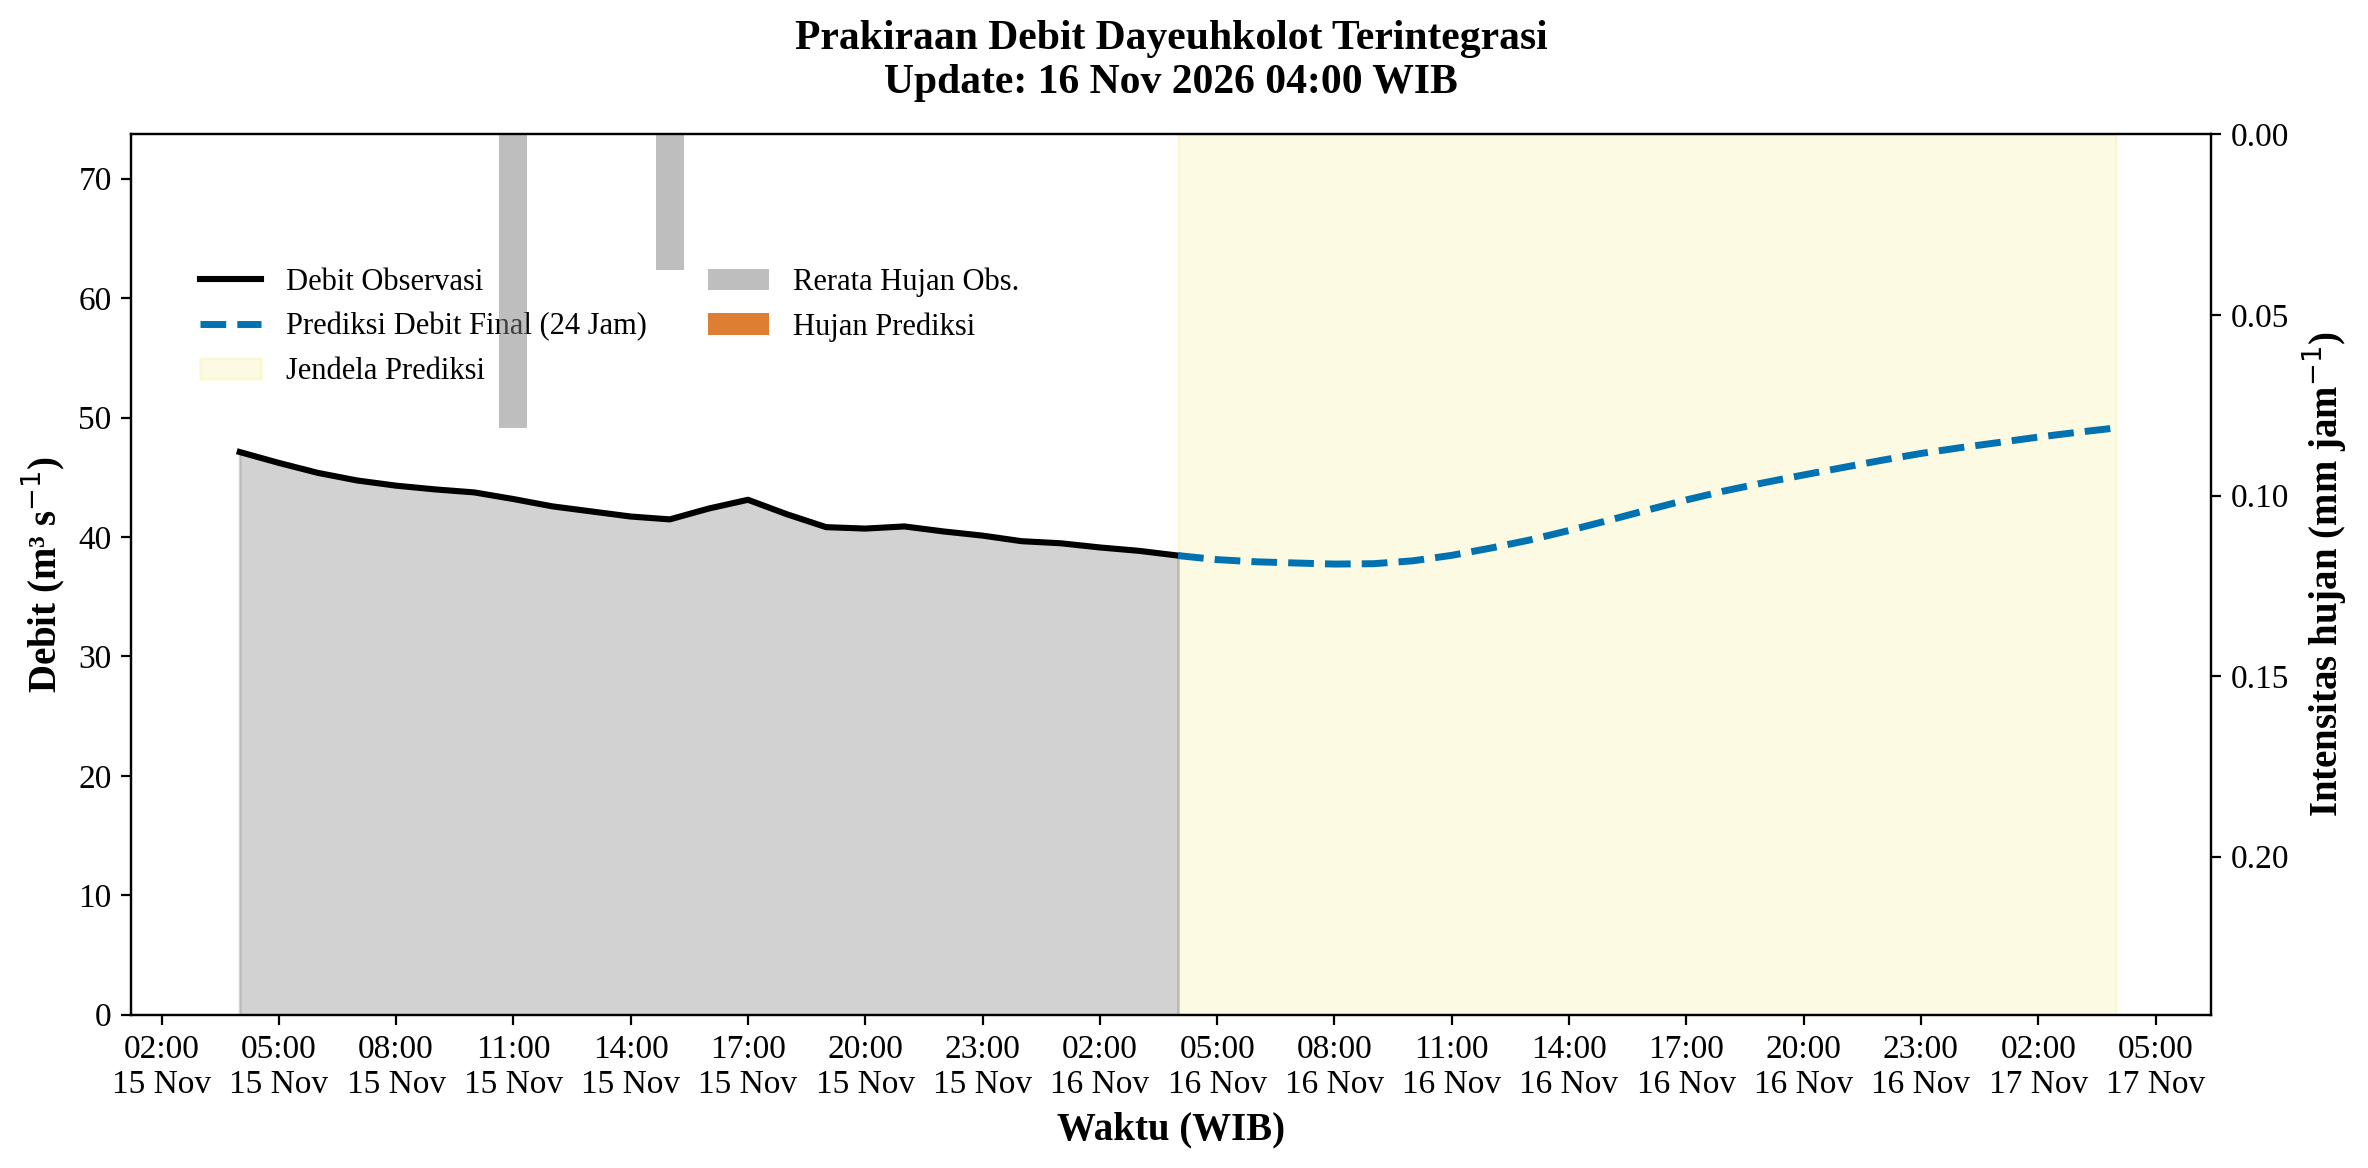 Prakiraan Debit Dayeuhkolot Terintegrasi
Update: 16 Nov 2026 04:00 WIB
Debit Observasi
Prediksi Debit Final (24 Jam)
Jendela Prediksi
Rerata Hujan Obs.
Hujan Prediksi
Debit (m³ s⁻¹)
70
60
50
40
30
20
10
0
0.00
0.05
0.10
0.15
0.20
Intensitas hujan (mm jam⁻¹)
02:00 05:00 08:00 11:00 14:00 17:00 20:00 23:00 02:00 05:00 08:00 11:00 14:00 17:00 20:00 23:00 02:00 05:00
15 Nov 15 Nov 15 Nov 15 Nov 15 Nov 15 Nov 15 Nov 15 Nov 16 Nov 16 Nov 16 Nov 16 Nov 16 Nov 16 Nov 16 Nov 16 Nov 17 Nov 17 Nov
Waktu (WIB)